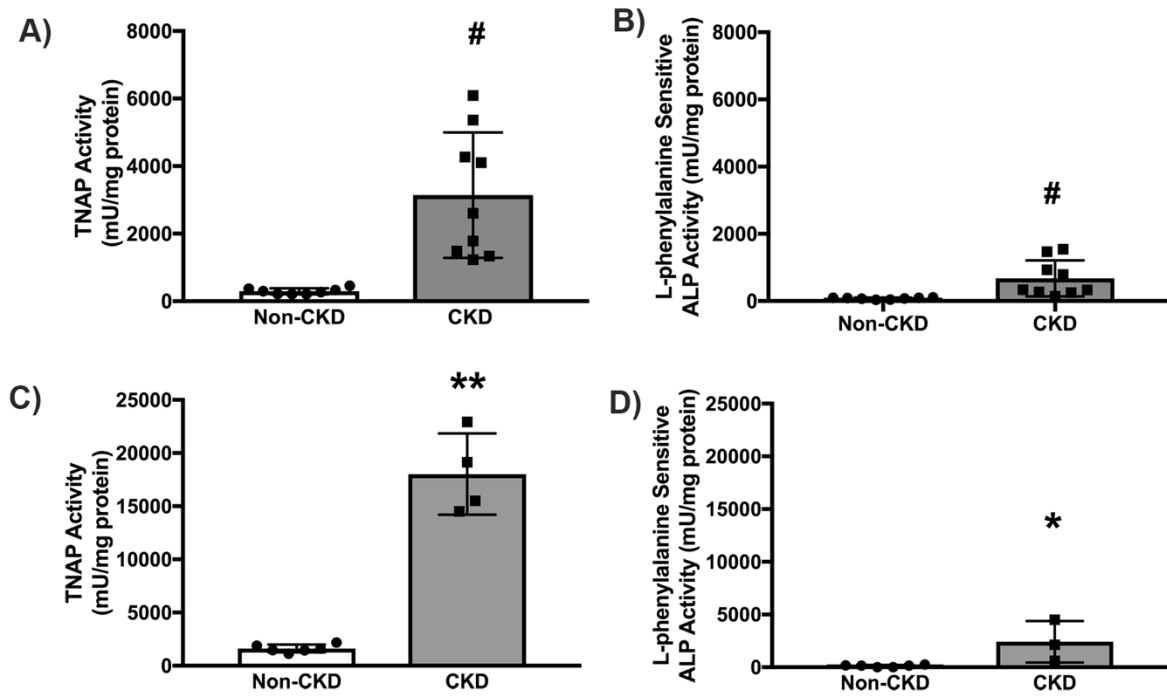 A)
TNAP Activity
(mU/mg protein)
8000
6000
4000
2000
0
#
Non-CKD
CKD
B)
L-phenylalanine Sensitive
ALP Activity (mU/mg protein)
8000
6000
4000
2000
0
#
Non-CKD
CKD
C)
TNAP Activity
(mU/mg protein)
25000
20000
15000
10000
5000
0
**
Non-CKD
CKD
D)
L-phenylalanine Sensitive
ALP Activity (mU/mg protein)
25000
20000
15000
10000
5000
0
*
Non-CKD
CKD